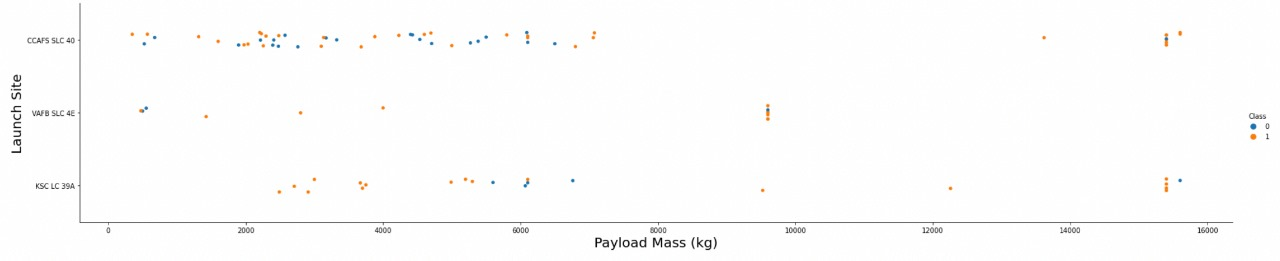 CCAFS SLC 40
VAFB SLC 4E
KSC LC 39A
Launch Site
0 2000 4000 6000 8000 10000 12000 14000 16000
Payload Mass (kg)
Class
0
1